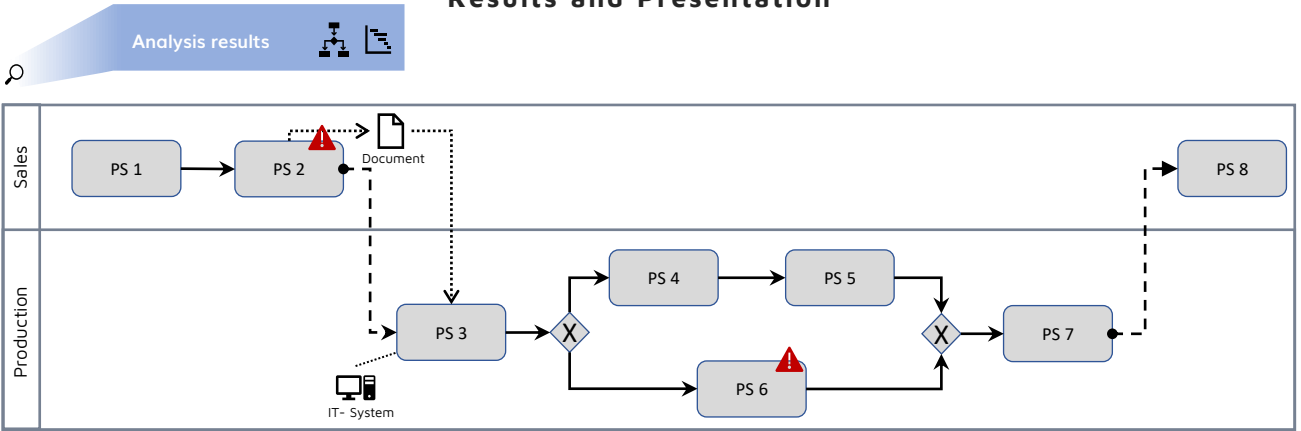 Results and Presentation
Analysis results
Sales
PS 1
PS 2
Document
PS 8
Production
PS 3
IT- System
X
PS 4
PS 5
PS 6
X
PS 7